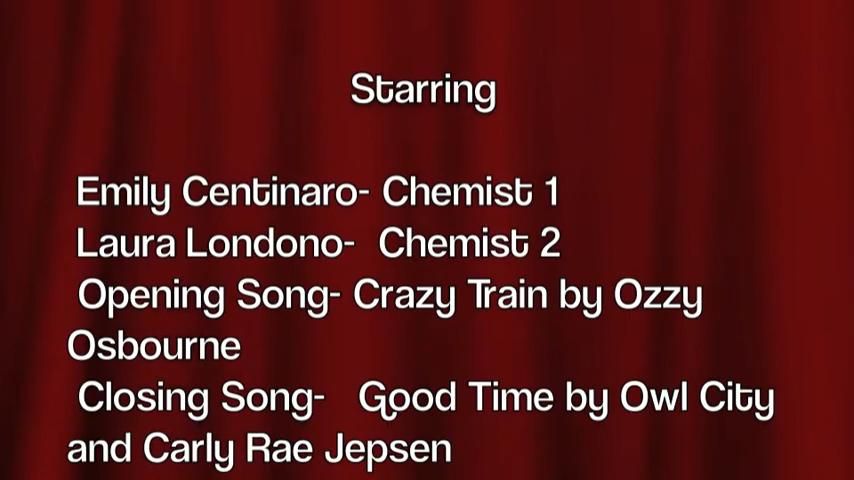 Starring
Emily Centinaro- Chemist 1
Laura Londono- Chemist 2
Opening Song- Crazy Train by Ozzy
Osbourne
Closing Song- Good Time by Owl City
and Carly Rae Jepsen